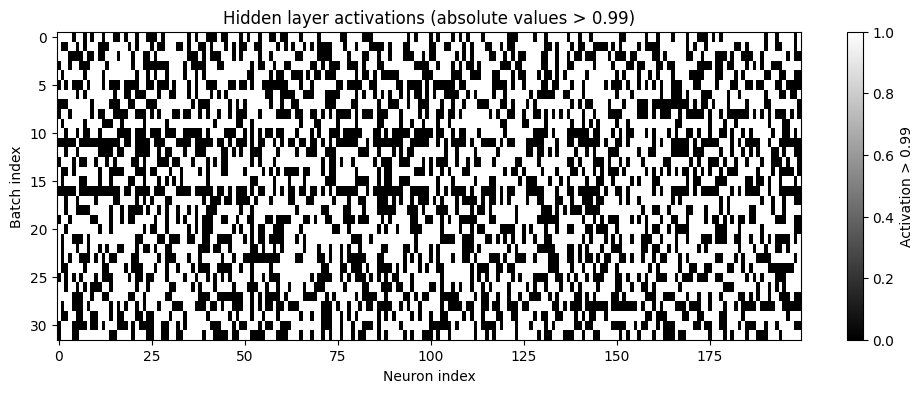 Hidden layer activations (absolute values > 0.99)
Batch index
0
5
10
15
20
25
30
0 25 50 75 100 125 150 175
Neuron index
1.0
0.8
0.6
0.4
0.2
0.0
Activation > 0.99